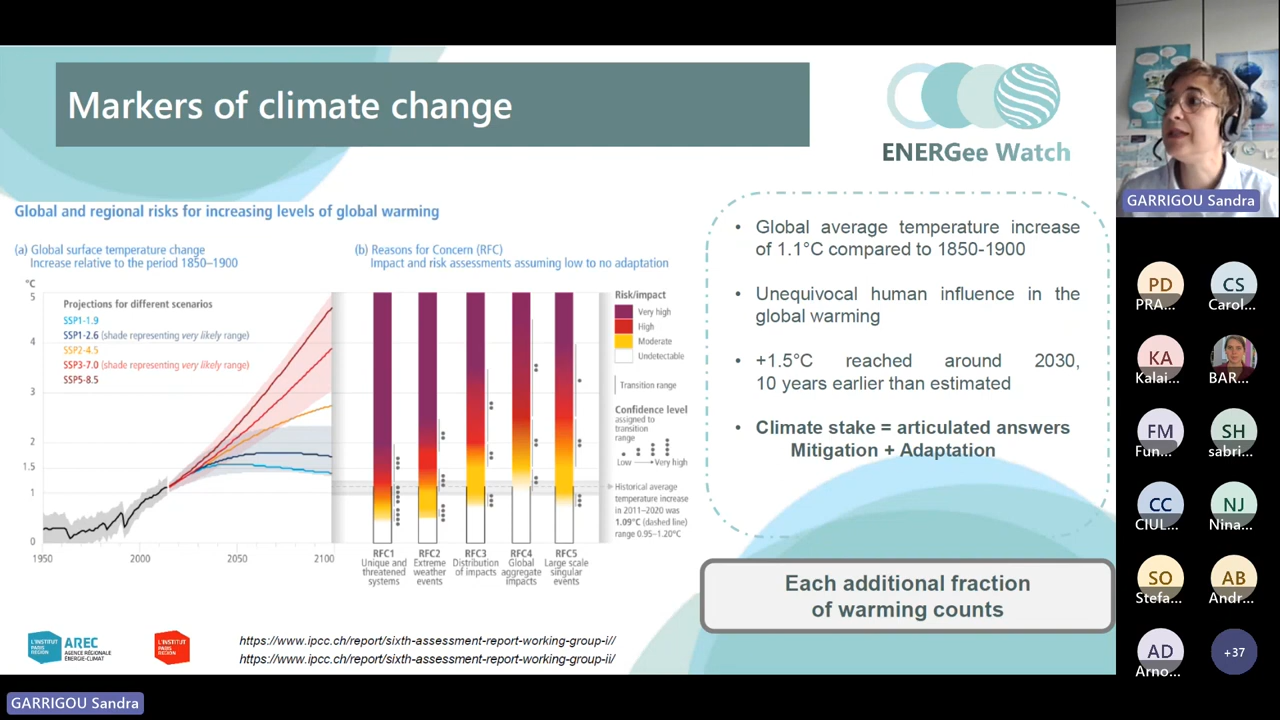 Markers of climate change
ENERGee Watch
Global and regional risks for increasing levels of global warming
(a) Global surface temperature change
Increase relative to the period 1850–1900
°C
5
4
3
2
1.5
1
0
1950
2000
2050
2100
Projections for different scenarios
SSP1-1.9
SSP1-2.6 (shade representing very likely range)
SSP2-4.5
SSP3-7.0 (shade representing very likely range)
SSP5-8.5
(b) Reasons for Concern (RFC)
Impact and risk assessments assuming low to no adaptation
RFC1
Unique and
threatened
systems
RFC2
Extreme
weather
events
RFC3
Distribution
of impacts
RFC4
Global
aggregate
impacts
RFC5
Large scale
singular
events
Risk/impact
Very high
High
Moderate
Undetectable
Transition range
Confidence level
assigned to
transition
range
Low
Very high
Historical average
temperature increase
in 2011–2020 was
1.09°C (dashed line)
range 0.95–1.20°C
• Global average temperature increase
of 1.1°C compared to 1850-1900
• Unequivocal human influence in the
global warming
• +1.5°C reached around 2030,
10 years earlier than estimated
• Climate stake = articulated answers
Mitigation + Adaptation
Each additional fraction
of warming counts
L'INSTITUT
PARIS
REGION
AREC
AGENCE RÉGIONALE
ÉNERGIE-CLIMAT
L'INSTITUT
PARIS
REGION
https://www.ipcc.ch/report/sixth-assessment-report-working-group-i//
https://www.ipcc.ch/report/sixth-assessment-report-working-group-ii/
GARRIGOU Sandra
GARRIGOU Sandra
PD
PRA...
CS
Carol...
KA
Kalai...
BAR...
FM
Fun...
SH
sabri...
CC
CIUL...
NJ
Nina...
SO
Stefa...
AB
Andr...
AD
Arno...
+37